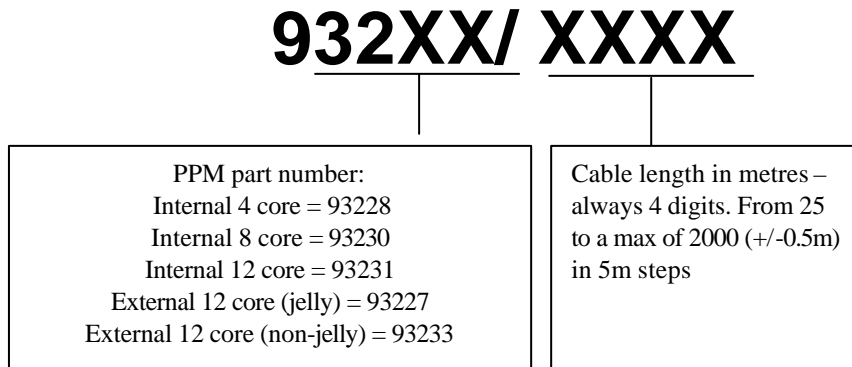 932XX/ XXXX
PPM part number:
Internal 4 core = 93228
Internal 8 core = 93230
Internal 12 core = 93231
External 12 core (jelly) = 93227
External 12 core (non-jelly) = 93233
Cable length in metres –
always 4 digits. From 25
to a max of 2000 (+/-0.5m)
in 5m steps